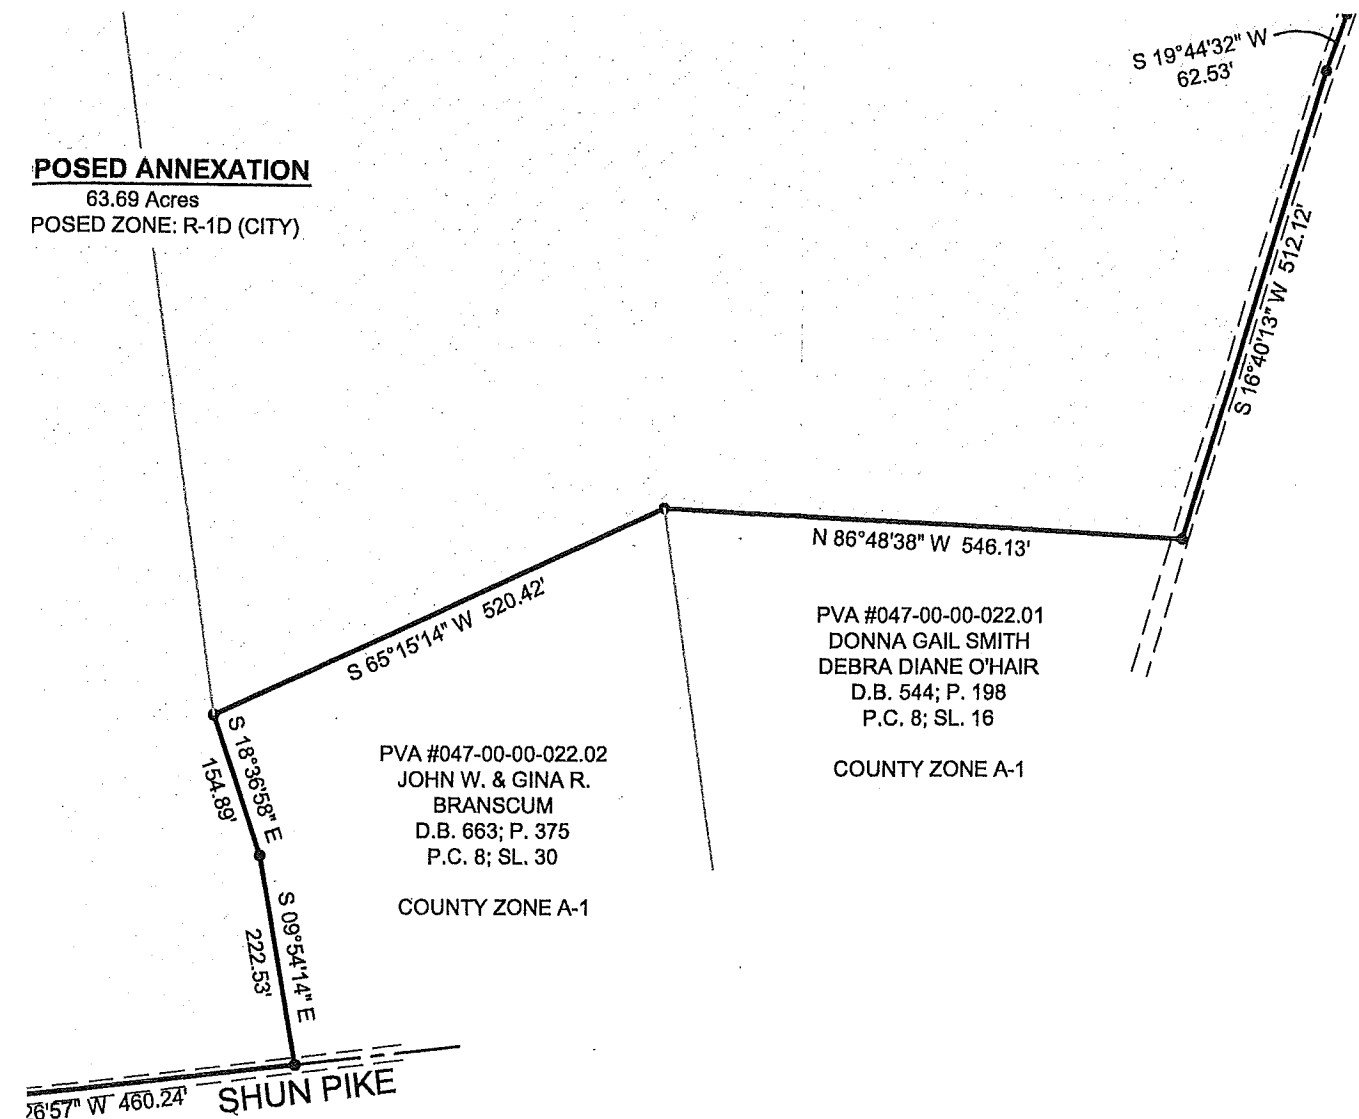 S 19°44'32" W
62.53'
POSED ANNEXATION
63.69 Acres
POSED ZONE: R-1D (CITY)
S 16°40'13" W 512.12'
N 86°48'38" W 546.13'
S 65°15'14" W 520.42'
PVA #047-00-00-022.01
DONNA GAIL SMITH
DEBRA DIANE O'HAIR
D.B. 544; P. 198
P.C. 8; SL. 16
COUNTY ZONE A-1
S 18°36'58" E
154.89'
PVA #047-00-00-022.02
JOHN W. & GINA R.
BRANSCUM
D.B. 663; P. 375
P.C. 8; SL. 30
COUNTY ZONE A-1
S 09°54'14" E
222.53'
26'57" W 460.24'
SHUN PIKE